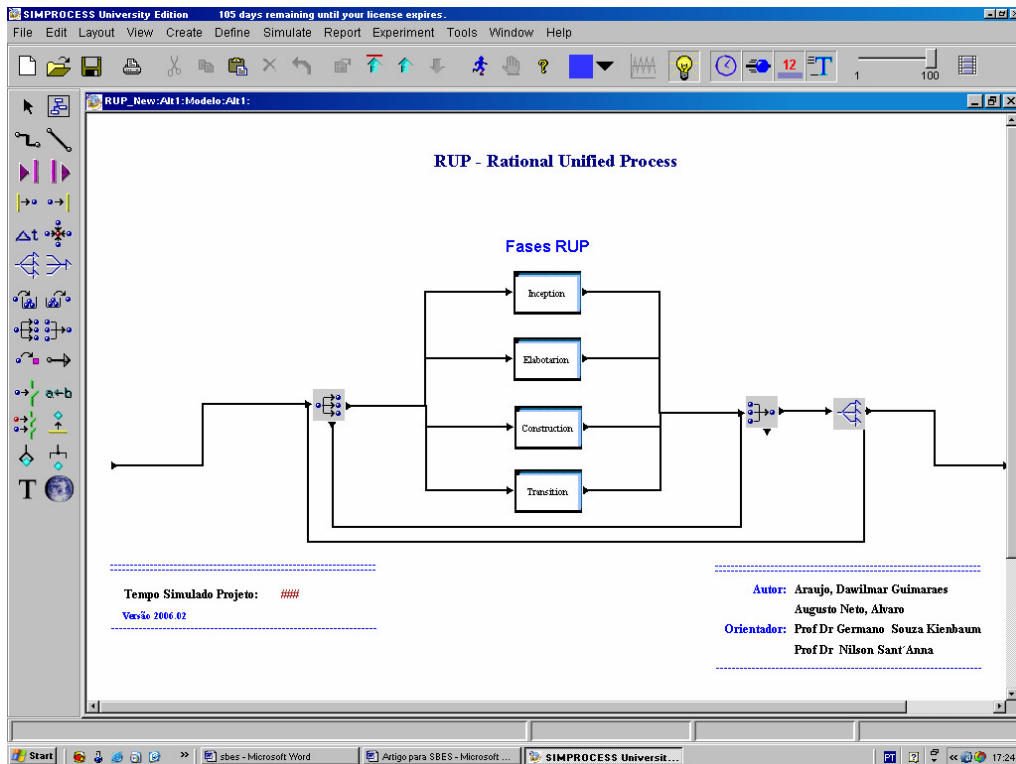 SIMPROCESS University Edition 105 days remaining until your license expires.
File Edit Layout View Create Define Simulate Report Experiment Tools Window Help
12 T 1 100
RUP_New:Alt1:Modelo:Alt1:
RUP - Rational Unified Process
Fases RUP
Inception
Elabotarion
Construction
Transition
Δt
a←b
T
Tempo Simulado Projeto: ###
Versão 2006.02
Autor: Araujo, Dawilmar Guimaraes
Augusto Neto, Alvaro
Orientador: Prof Dr Germano Souza Kienbaum
Prof Dr Nilson Sant´Anna
Start » sbes - Microsoft Word Artigo para SBES - Microsoft ... SIMPROCESS Universit... PT « 17:24